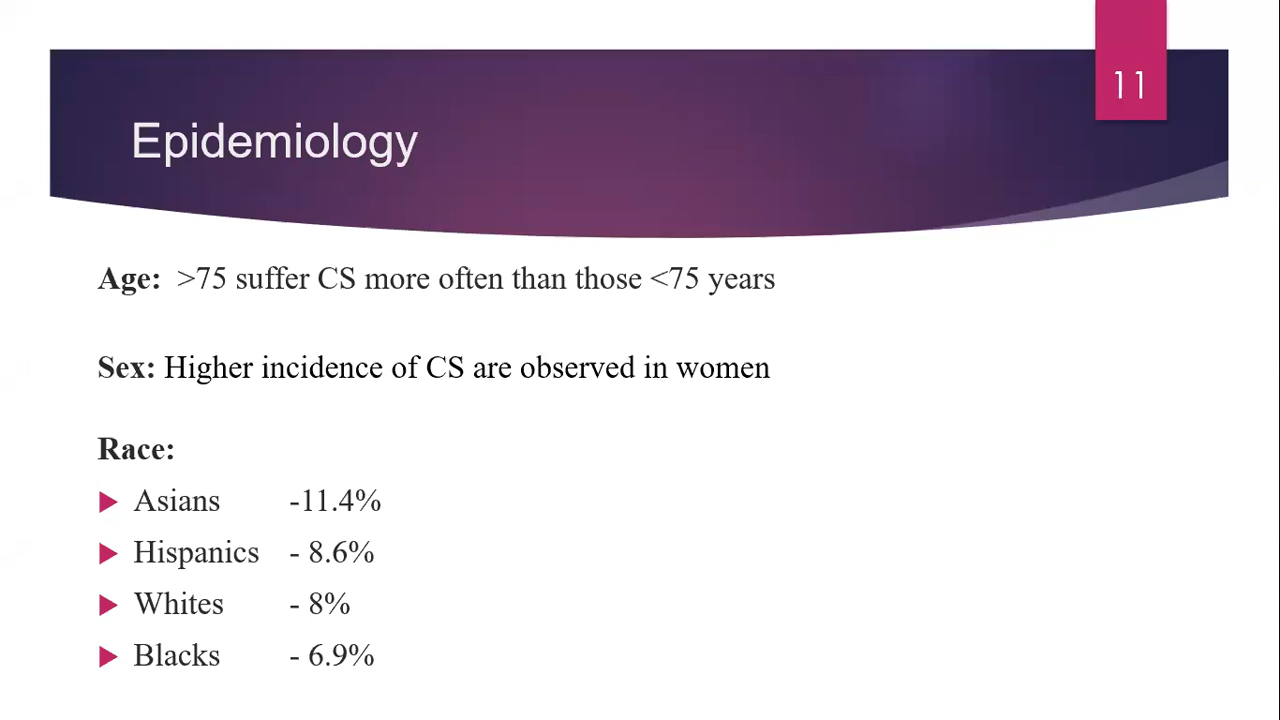 11
Epidemiology
Age: >75 suffer CS more often than those <75 years
Sex: Higher incidence of CS are observed in women
Race:
Asians -11.4%
Hispanics - 8.6%
Whites - 8%
Blacks - 6.9%